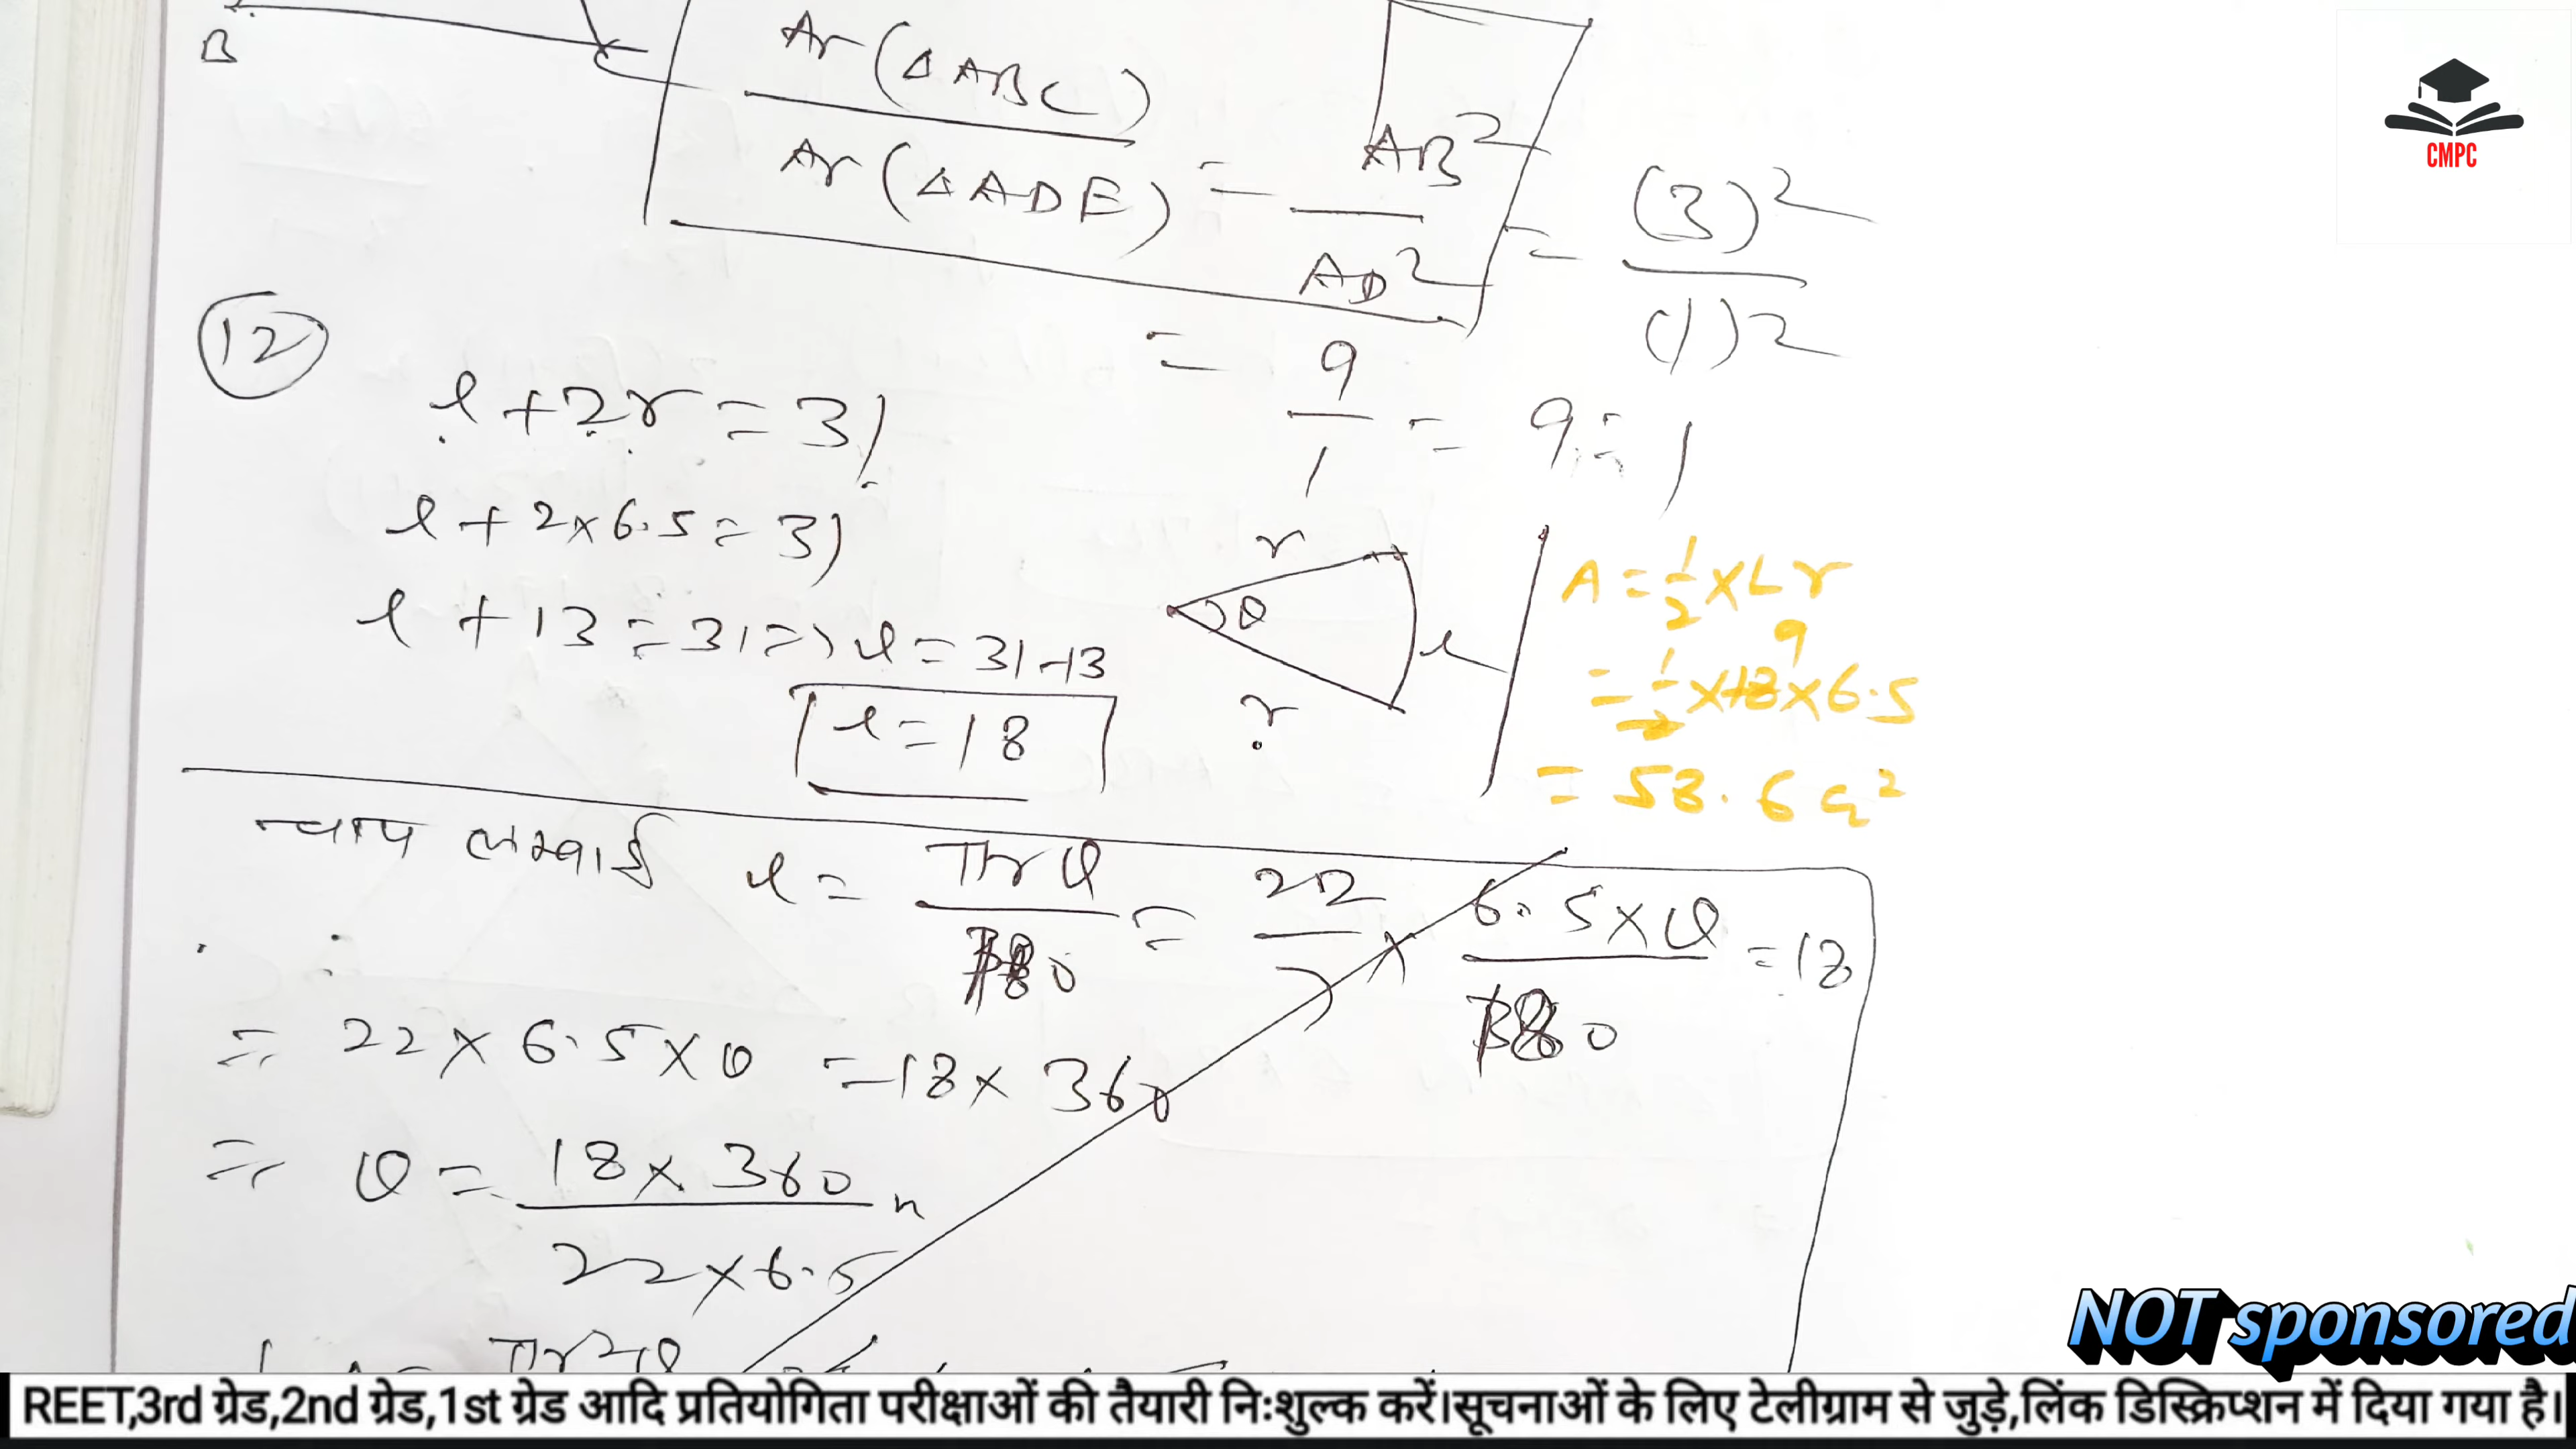 B
Ar (△ABC)
Ar (△ADE) = AB² / AD² = (3)² / (1)²
= 9/1 = 9:1
CMPC
12
l + 2r = 31
l + 2×6.5 = 31
l + 13 = 31 => l = 31-13
l = 18
r
θ
l
r
A = 1/2 × L r
9
= 1/2 × 18 × 6.5
= 58.6
चाप लम्बाई l = πrθ / 180 = 22/7 × 6.5×θ / 180 = 18
= 22 × 6.5 × θ = 18 × 360
= θ = 18 × 360 / 22 × 6.5
πr²θ
NOT sponsored
REET,3rd ग्रेड,2nd ग्रेड,1st ग्रेड आदि प्रतियोगिता परीक्षाओं की तैयारी निःशुल्क करें।सूचनाओं के लिए टेलीग्राम से जुड़े,लिंक डिस्क्रिप्शन में दिया गया है।